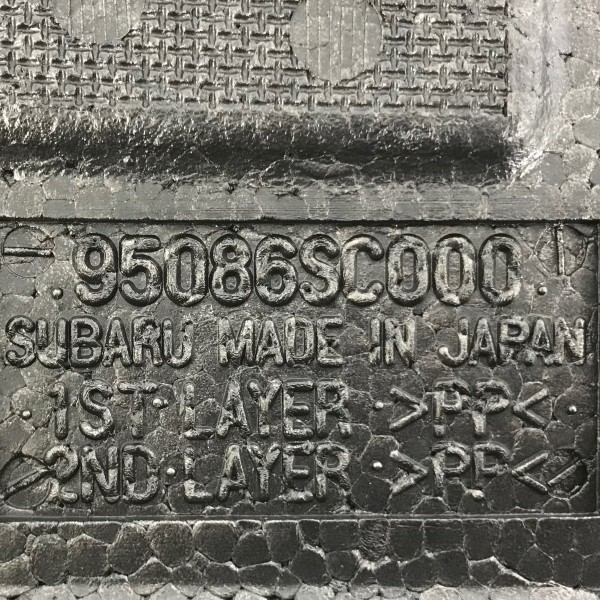 95086SC000
SUBARU MADE IN JAPAN
1ST LAYER >PP<
2ND LAYER >PP<